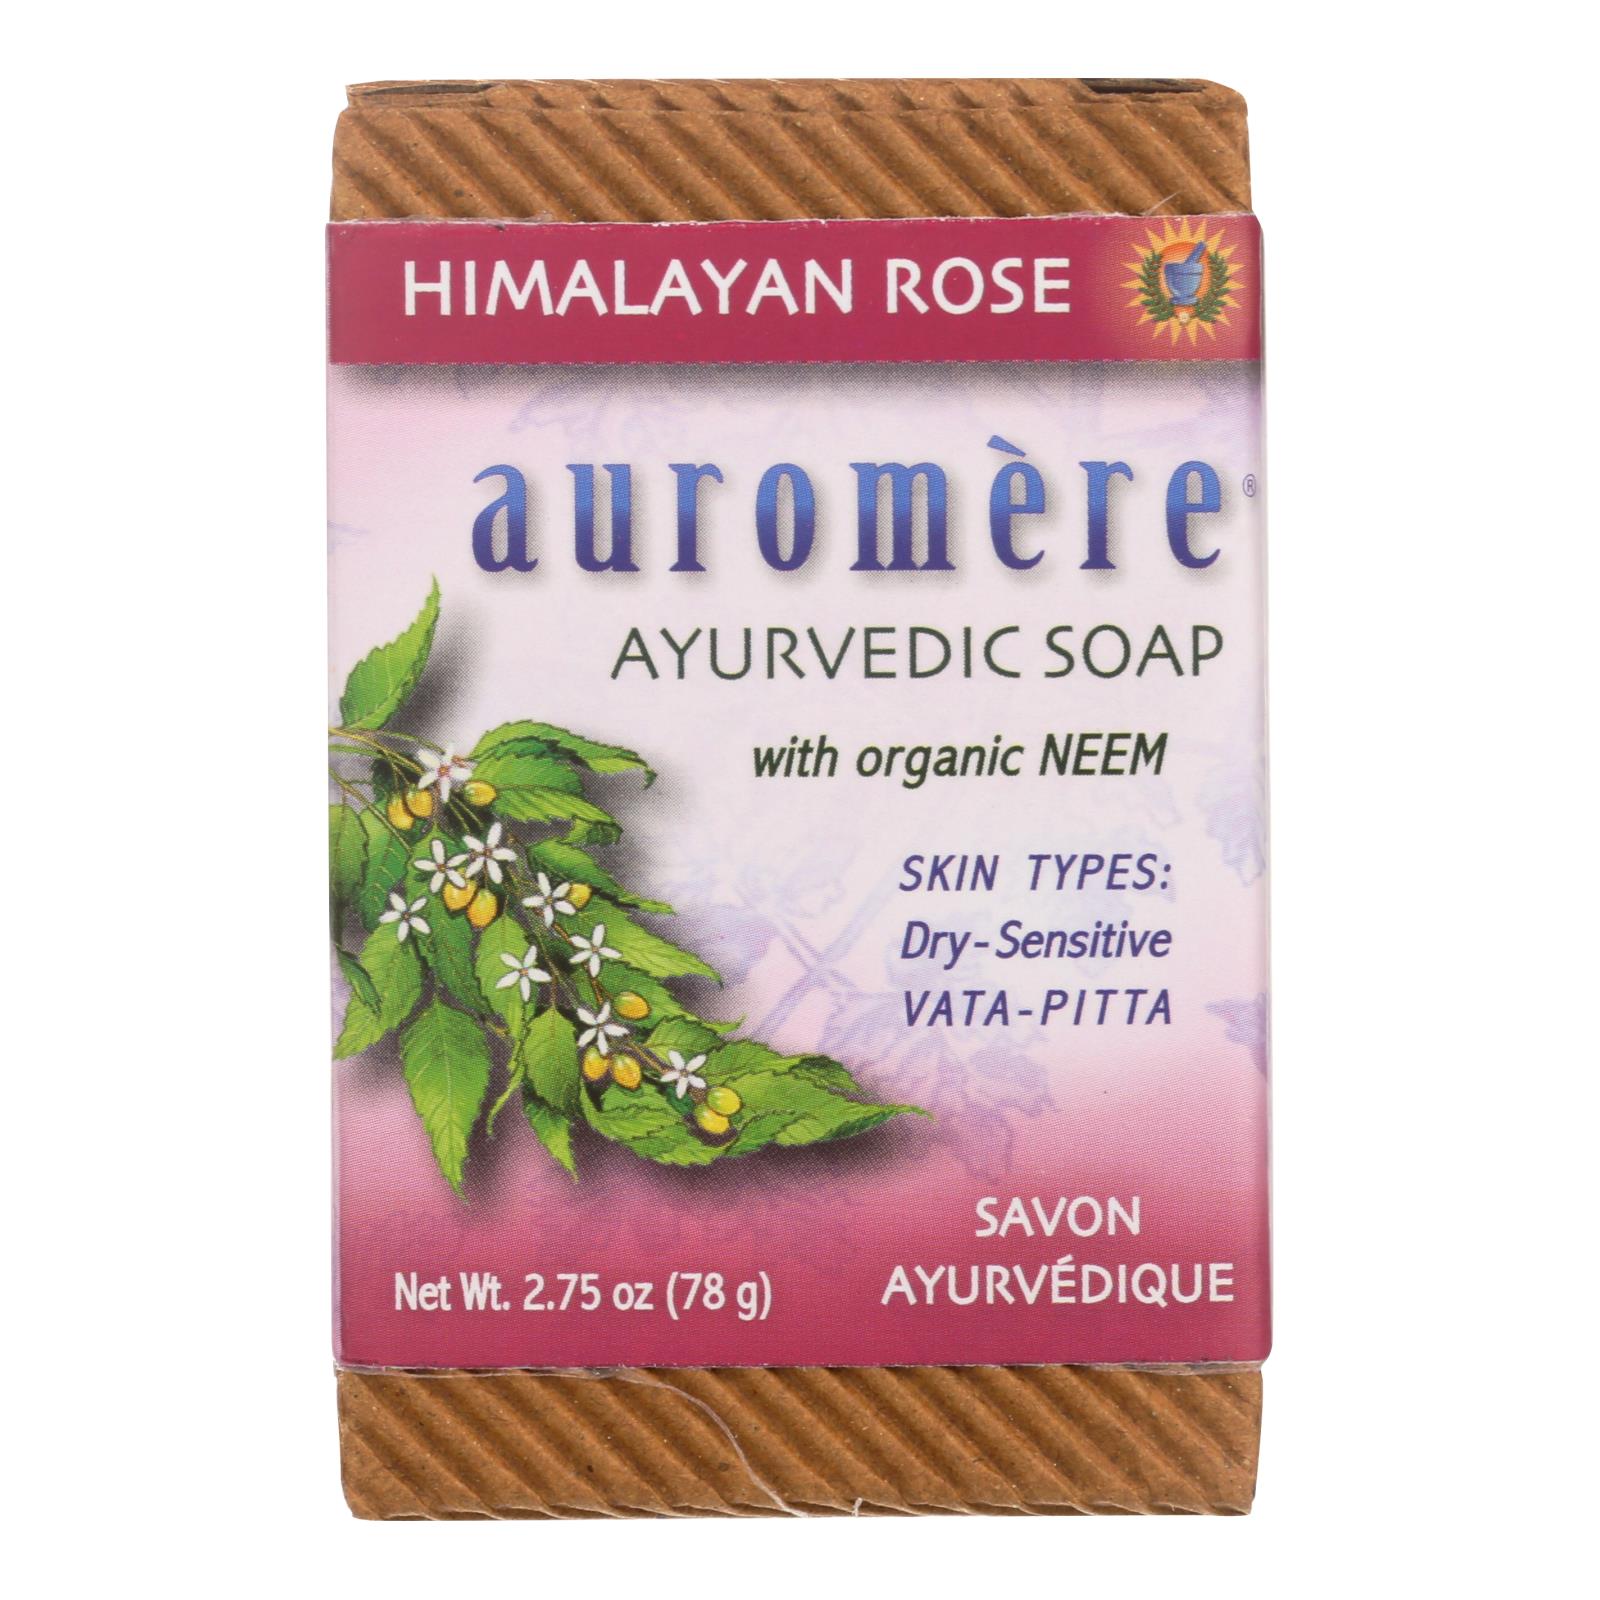 HIMALAYAN ROSE
auromère®
AYURVEDIC SOAP
with organic NEEM
SKIN TYPES:
Dry-Sensitive
VATA-PITTA
SAVON
AYURVÉDIQUE
Net Wt. 2.75 oz (78 g)